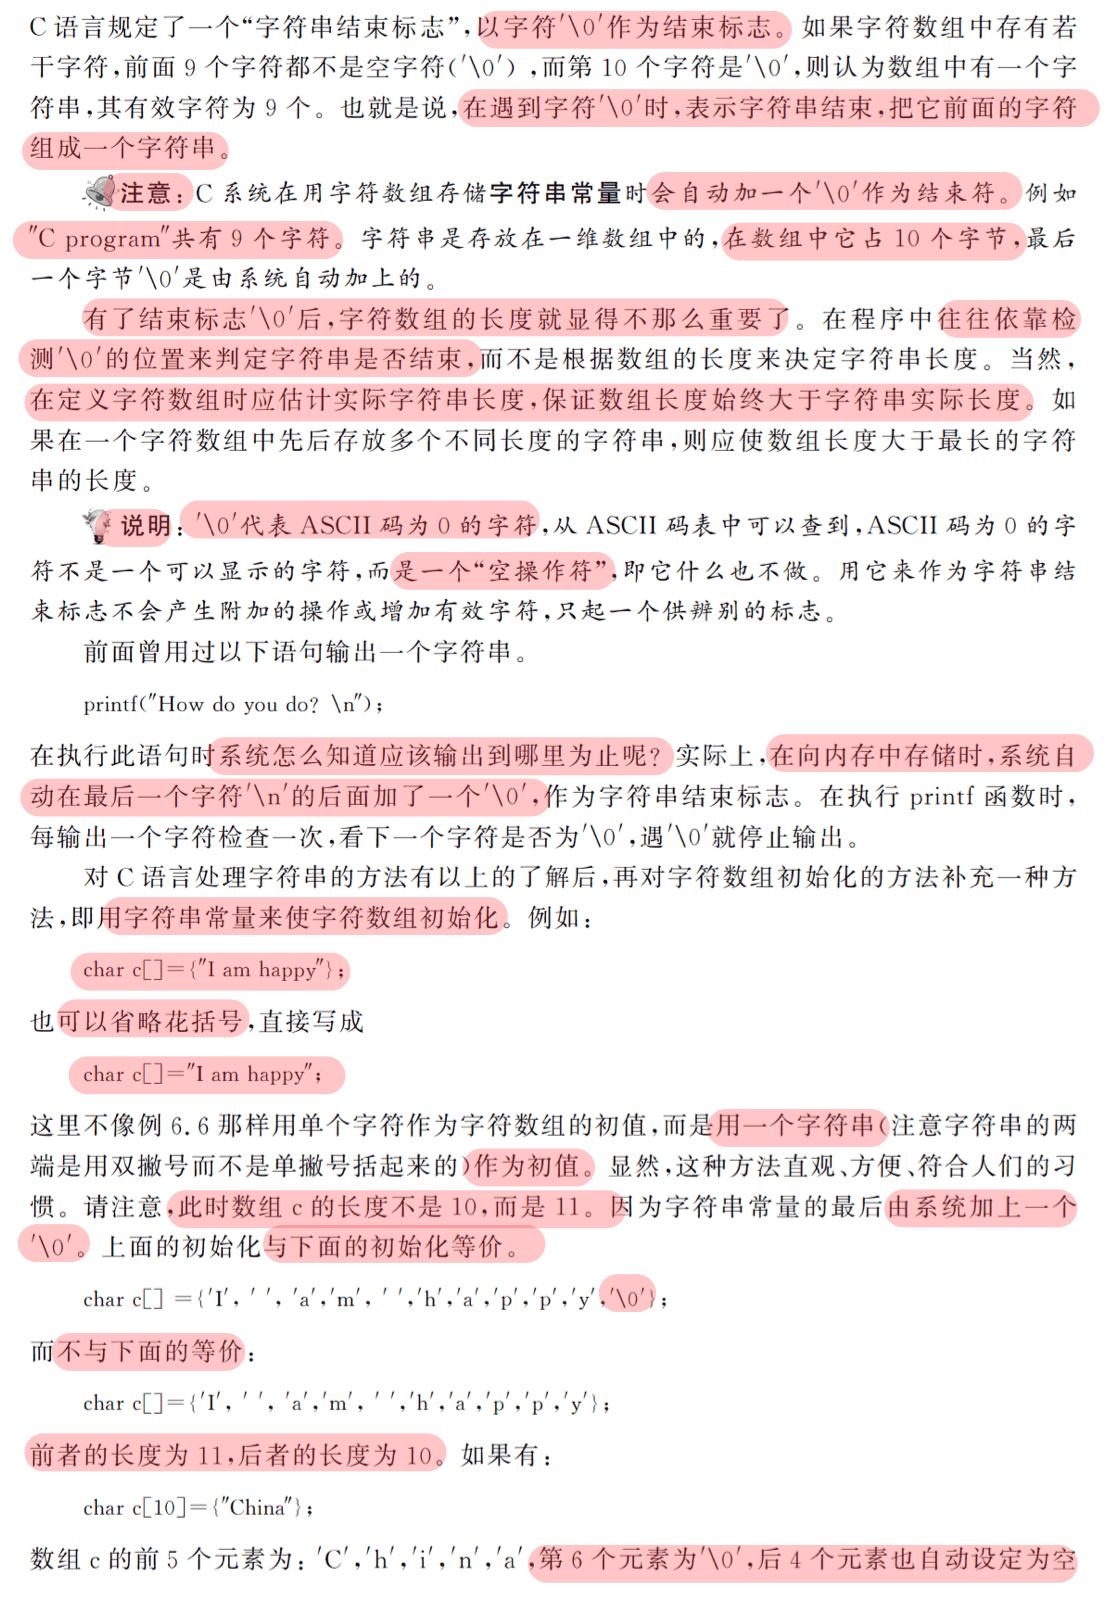 C 语言规定了一个“字符串结束标志”,以字符'\0'作为结束标志。如果字符数组中存有若
干字符,前面 9 个字符都不是空字符('\0'),而第 10 个字符是'\0',则认为数组中有一个字
符串,其有效字符为 9 个。也就是说,在遇到字符'\0'时,表示字符串结束,把它前面的字符
组成一个字符串。
注意:C 系统在用字符数组存储字符串常量时会自动加一个'\0'作为结束符。例如
"C program"共有 9 个字符。字符串是存放在一维数组中的,在数组中它占 10 个字节,最后
一个字节'\0'是由系统自动加上的。
有了结束标志'\0'后,字符数组的长度就显得不那么重要了。在程序中往往依靠检
测'\0'的位置来判定字符串是否结束,而不是根据数组的长度来决定字符串长度。当然,
在定义字符数组时应估计实际字符串长度,保证数组长度始终大于字符串实际长度。如
果在一个字符数组中先后存放多个不同长度的字符串,则应使数组长度大于最长的字符
串的长度。
说明:'\0'代表 ASCII 码为 0 的字符,从 ASCII 码表中可以查到,ASCII 码为 0 的字
符不是一个可以显示的字符,而是一个“空操作符”,即它什么也不做。用它来作为字符串结
束标志不会产生附加的操作或增加有效字符,只起一个供辨别的标志。
前面曾用过以下语句输出一个字符串。
printf("How do you do? \n");
在执行此语句时系统怎么知道应该输出到哪里为止呢?实际上,在向内存中存储时,系统自
动在最后一个字符'\n'的后面加了一个'\0',作为字符串结束标志。在执行 printf 函数时,
每输出一个字符检查一次,看下一个字符是否为'\0',遇'\0'就停止输出。
对 C 语言处理字符串的方法有以上的了解后,再对字符数组初始化的方法补充一种方
法,即用字符串常量来使字符数组初始化。例如:
char c[]={"I am happy"};
也可以省略花括号,直接写成
char c[]="I am happy";
这里不像例 6.6 那样用单个字符作为字符数组的初值,而是用一个字符串(注意字符串的两
端是用双撇号而不是单撇号括起来的)作为初值。显然,这种方法直观、方便、符合人们的习
惯。请注意,此时数组 c 的长度不是 10,而是 11。因为字符串常量的最后由系统加上一个
'\0'。上面的初始化与下面的初始化等价。
char c[] ={'I', ' ', 'a','m', ' ','h','a','p','p','y','\0'};
而不与下面的等价:
char c[]={'I', ' ', 'a','m', ' ','h','a','p','p','y'};
前者的长度为 11,后者的长度为 10。如果有:
char c[10]={"China"};
数组 c 的前 5 个元素为:'C','h','i','n','a',第 6 个元素为'\0',后 4 个元素也自动设定为空